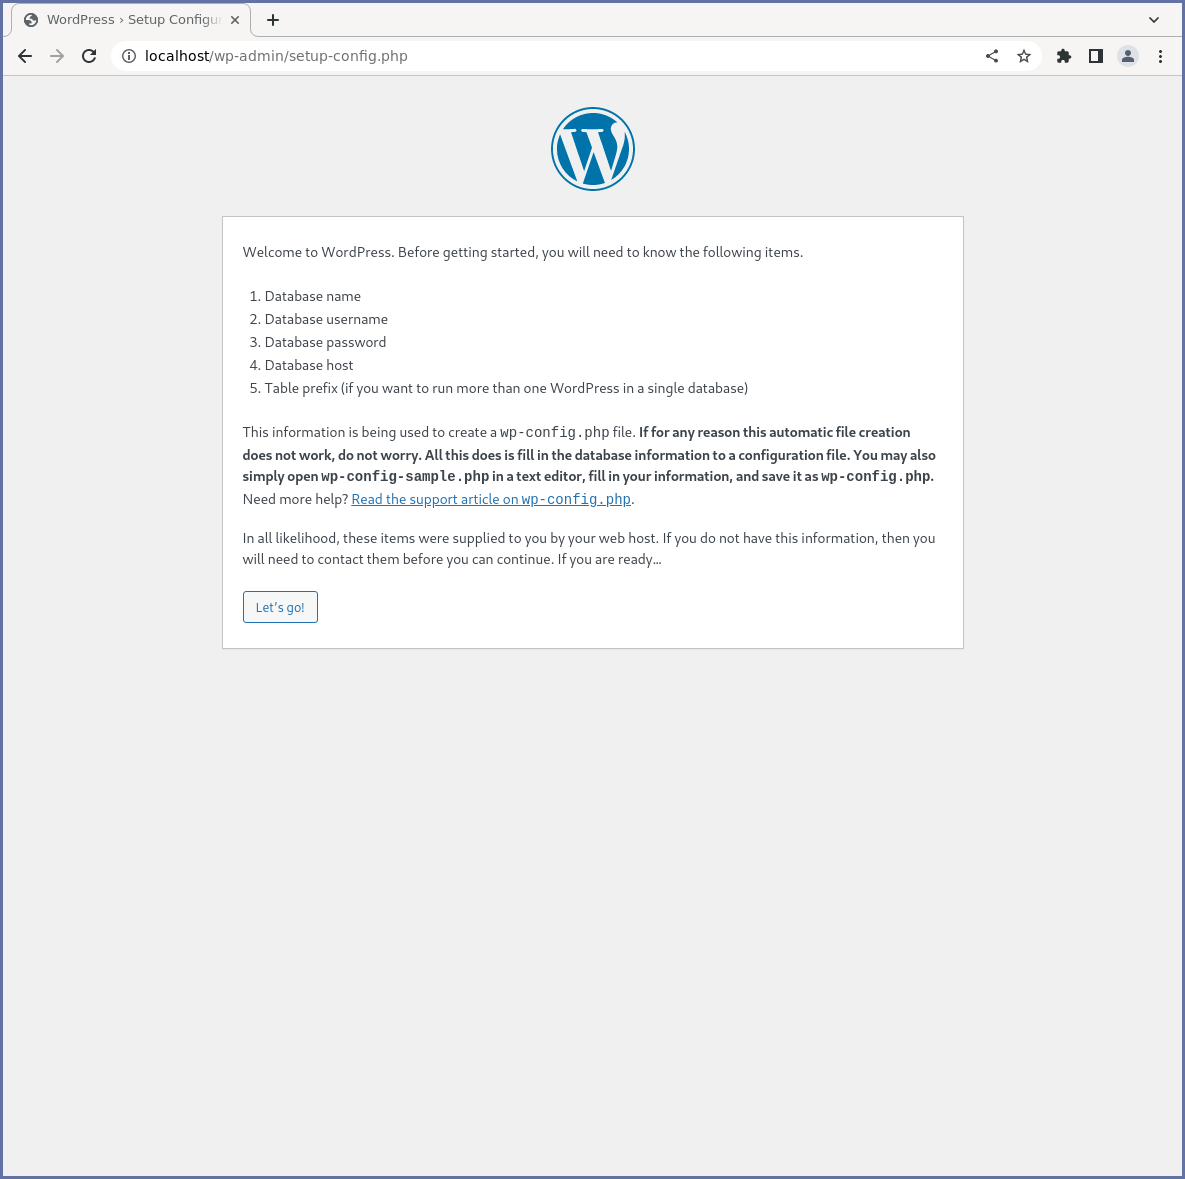 WordPress › Setup Configu
localhost/wp-admin/setup-config.php
Welcome to WordPress. Before getting started, you will need to know the following items.
1. Database name
2. Database username
3. Database password
4. Database host
5. Table prefix (if you want to run more than one WordPress in a single database)
This information is being used to create a wp-config.php file. If for any reason this automatic file creation
does not work, do not worry. All this does is fill in the database information to a configuration file. You may also
simply open wp-config-sample.php in a text editor, fill in your information, and save it as wp-config.php.
Need more help? Read the support article on wp-config.php.
In all likelihood, these items were supplied to you by your web host. If you do not have this information, then you
will need to contact them before you can continue. If you are ready…
Let’s go!